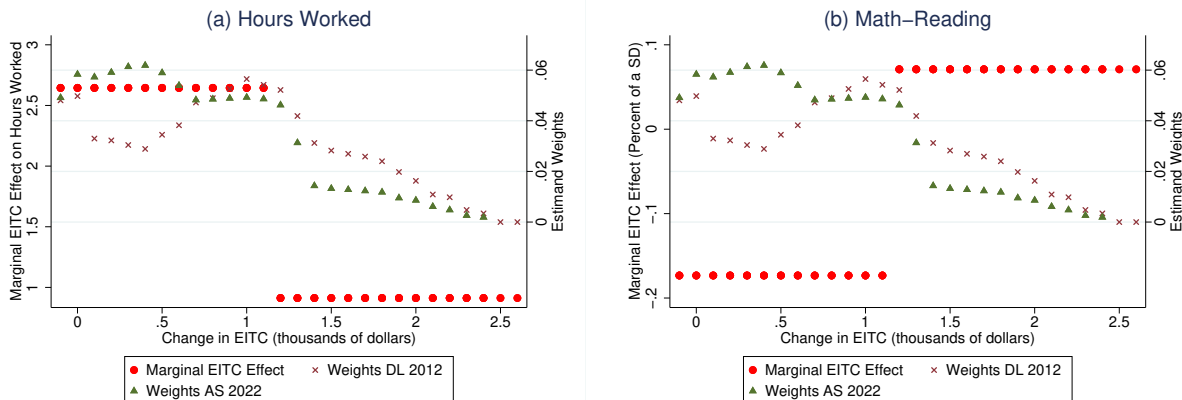 (a) Hours Worked
Marginal EITC Effect on Hours Worked
3
2.5
2
1.5
1
.06
.04
.02
0
Estimand Weights
0 .5 1 1.5 2 2.5
Change in EITC (thousands of dollars)
Marginal EITC Effect × Weights DL 2012
Weights AS 2022
(b) Math−Reading
Marginal EITC Effect (Percent of a SD)
.1
0
−.1
−.2
.06
.04
.02
0
Estimand Weights
0 .5 1 1.5 2 2.5
Change in EITC (thousands of dollars)
Marginal EITC Effect × Weights DL 2012
Weights AS 2022